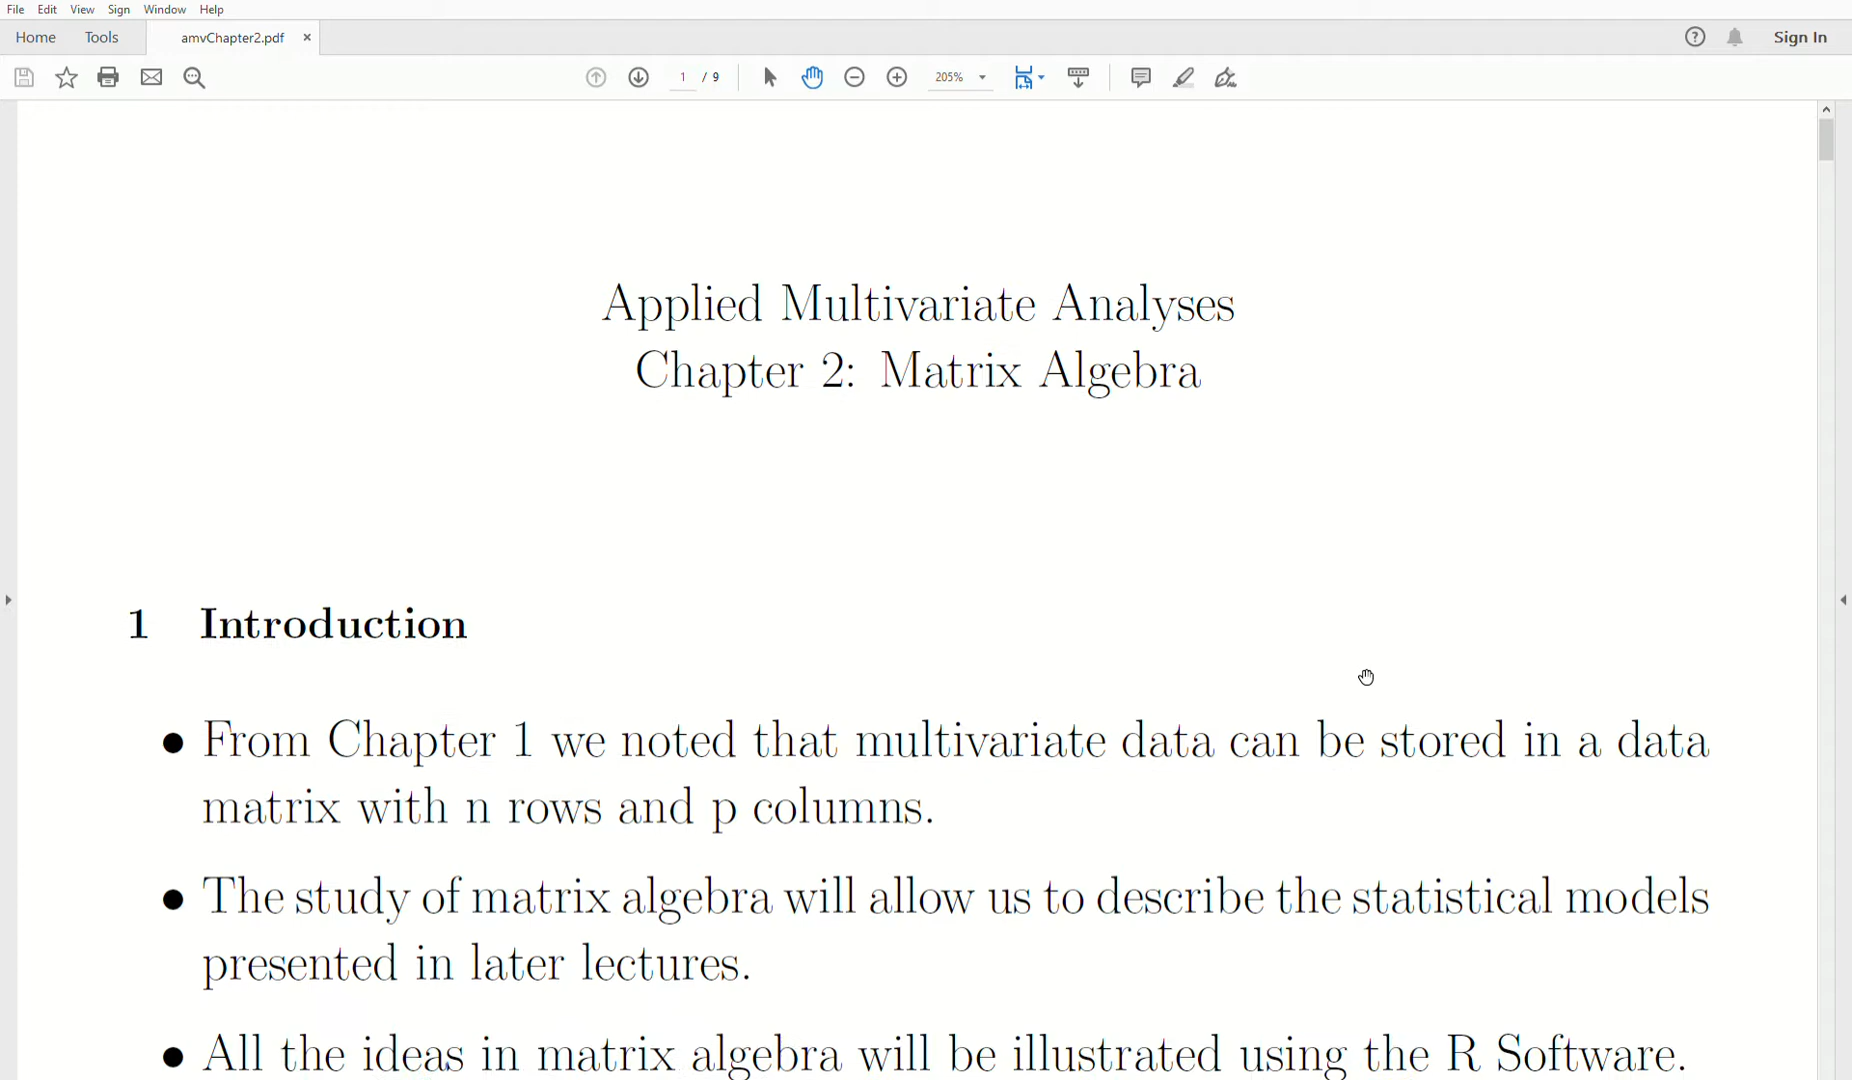 File Edit View Sign Window Help
Home Tools amvChapter2.pdf × Sign In
1 / 9 205%
Applied Multivariate Analyses
Chapter 2: Matrix Algebra
1 Introduction
• From Chapter 1 we noted that multivariate data can be stored in a data
matrix with n rows and p columns.
• The study of matrix algebra will allow us to describe the statistical models
presented in later lectures.
• All the ideas in matrix algebra will be illustrated using the R Software.